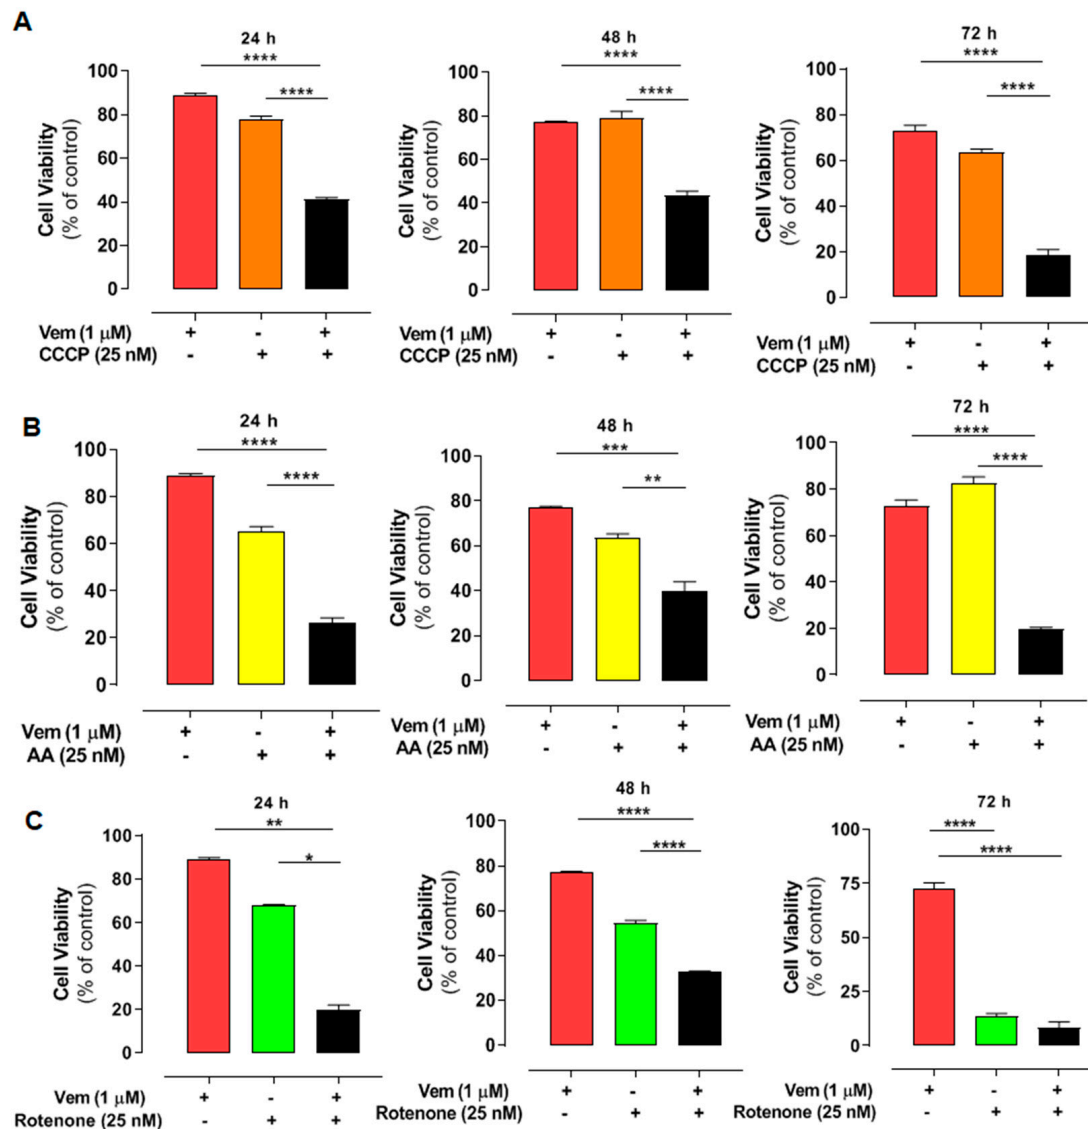 A
24 h
****
****
100
80
60
40
20
0
Cell Viability
(% of control)
Vem (1 μM) + - +
CCCP (25 nM) - + +
48 h
****
****
100
80
60
40
20
0
Cell Viability
(% of control)
Vem (1 μM) + - +
CCCP (25 nM) - + +
72 h
****
****
100
80
60
40
20
0
Cell Viability
(% of control)
Vem (1 μM) + - +
CCCP (25 nM) - + +
B
24 h
****
****
100
80
60
40
20
0
Cell Viability
(% of control)
Vem (1 μM) + - +
AA (25 nM) - + +
48 h
***
**
100
80
60
40
20
0
Cell Viability
(% of control)
Vem (1 μM) + - +
AA (25 nM) - + +
72 h
****
****
100
80
60
40
20
0
Cell Viability
(% of control)
Vem (1 μM) + - +
AA (25 nM) - + +
C
24 h
**
*
100
80
60
40
20
0
Cell Viability
(% of control)
Vem (1 μM) + - +
Rotenone (25 nM) - + +
48 h
****
****
100
80
60
40
20
0
Cell Viability
(% of control)
Vem (1 μM) + - +
Rotenone (25 nM) - + +
72 h
****
****
100
75
50
25
0
Cell Viability
(% of control)
Vem (1 μM) + - +
Rotenone (25 nM) - + +